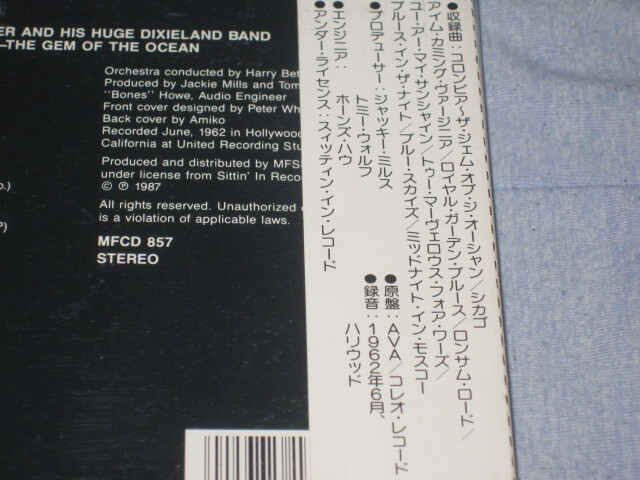 ER AND HIS HUGE DIXIELAND BAND
—THE GEM OF THE OCEAN
Orchestra conducted by Harry Bet
Produced by Jackie Mills and Tom
"Bones" Howe, Audio Engineer
Front cover designed by Peter Wh
Back cover by Amiko
Recorded June, 1962 in Hollywoo
California at United Recording Stu
Produced and distributed by MFS
under license from Sittin' In Recor
© ℗ 1987
All rights reserved. Unauthorized
is a violation of applicable laws.
MFCD 857
STEREO
●収録曲：コロンビア・ザ・ジェム・オブ・ジ・オーシャン/シカゴ
アイム・カミング・ヴァージニア/ロイヤル・ガーデン・ブルース/ロンサム・ロード/
ユー・アー・マイ・サンシャイン/トゥー・マーヴェロウス・フォア・ワーズ/
ブルース・イン・ザ・ナイト/ブルー・スカイズ/ミッドナイト・イン・モスコー
●プロデューサー：ジャッキー・ミルス
トミー・ウォルフ
●エンジニア：ホーンズ・ハウ
●アンダー・ライセンス：スィッティン・イン・レコード
●原盤：AVA/コレオ・レコード
●録音：1962年6月、
ハリウッド